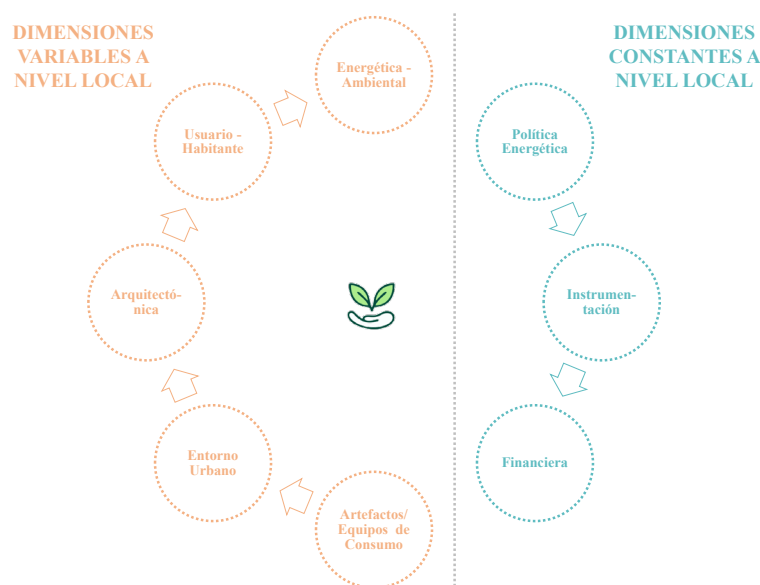 DIMENSIONES
VARIABLES A
NIVEL LOCAL
Energética -
Ambiental
Usuario -
Habitante
Arquitectó-
nica
Entorno
Urbano
Artefactos/
Equipos de
Consumo
DIMENSIONES
CONSTANTES A
NIVEL LOCAL
Política
Energética
Instrumen-
tación
Financiera